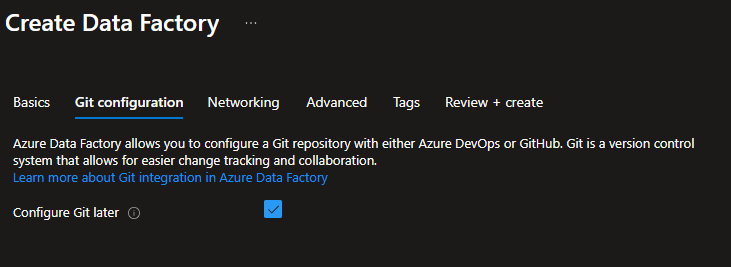 Create Data Factory ...
Basics Git configuration Networking Advanced Tags Review + create
Azure Data Factory allows you to configure a Git repository with either Azure DevOps or GitHub. Git is a version control
system that allows for easier change tracking and collaboration.
Learn more about Git integration in Azure Data Factory
Configure Git later